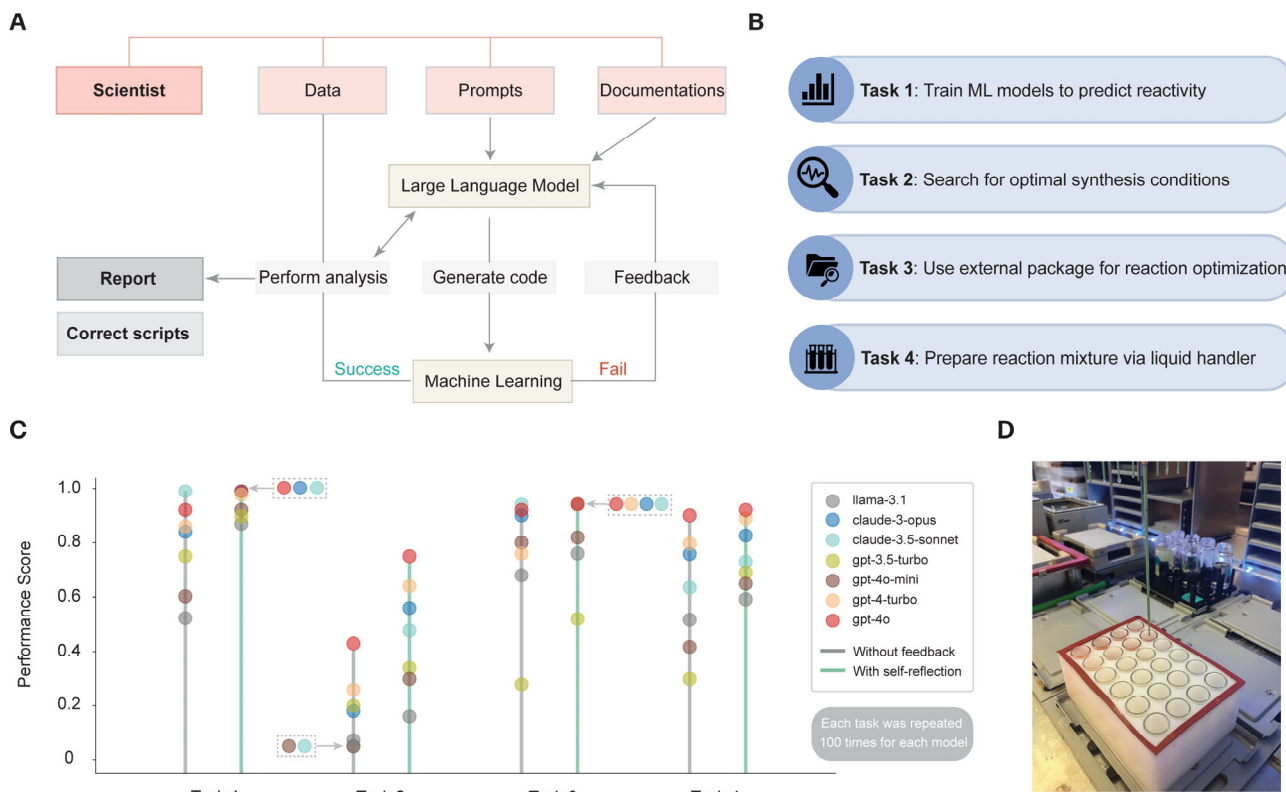 A
Scientist
Data
Prompts
Documentations
Large Language Model
Report
Perform analysis
Generate code
Feedback
Correct scripts
Success
Machine Learning
Fail
B
Task 1: Train ML models to predict reactivity
Task 2: Search for optimal synthesis conditions
Task 3: Use external package for reaction optimization
Task 4: Prepare reaction mixture via liquid handler
C
Performance Score
1.0
0.8
0.6
0.4
0.2
0
llama-3.1
claude-3-opus
claude-3.5-sonnet
gpt-3.5-turbo
gpt-4o-mini
gpt-4-turbo
gpt-4o
Without feedback
With self-reflection
Each task was repeated
100 times for each model
D